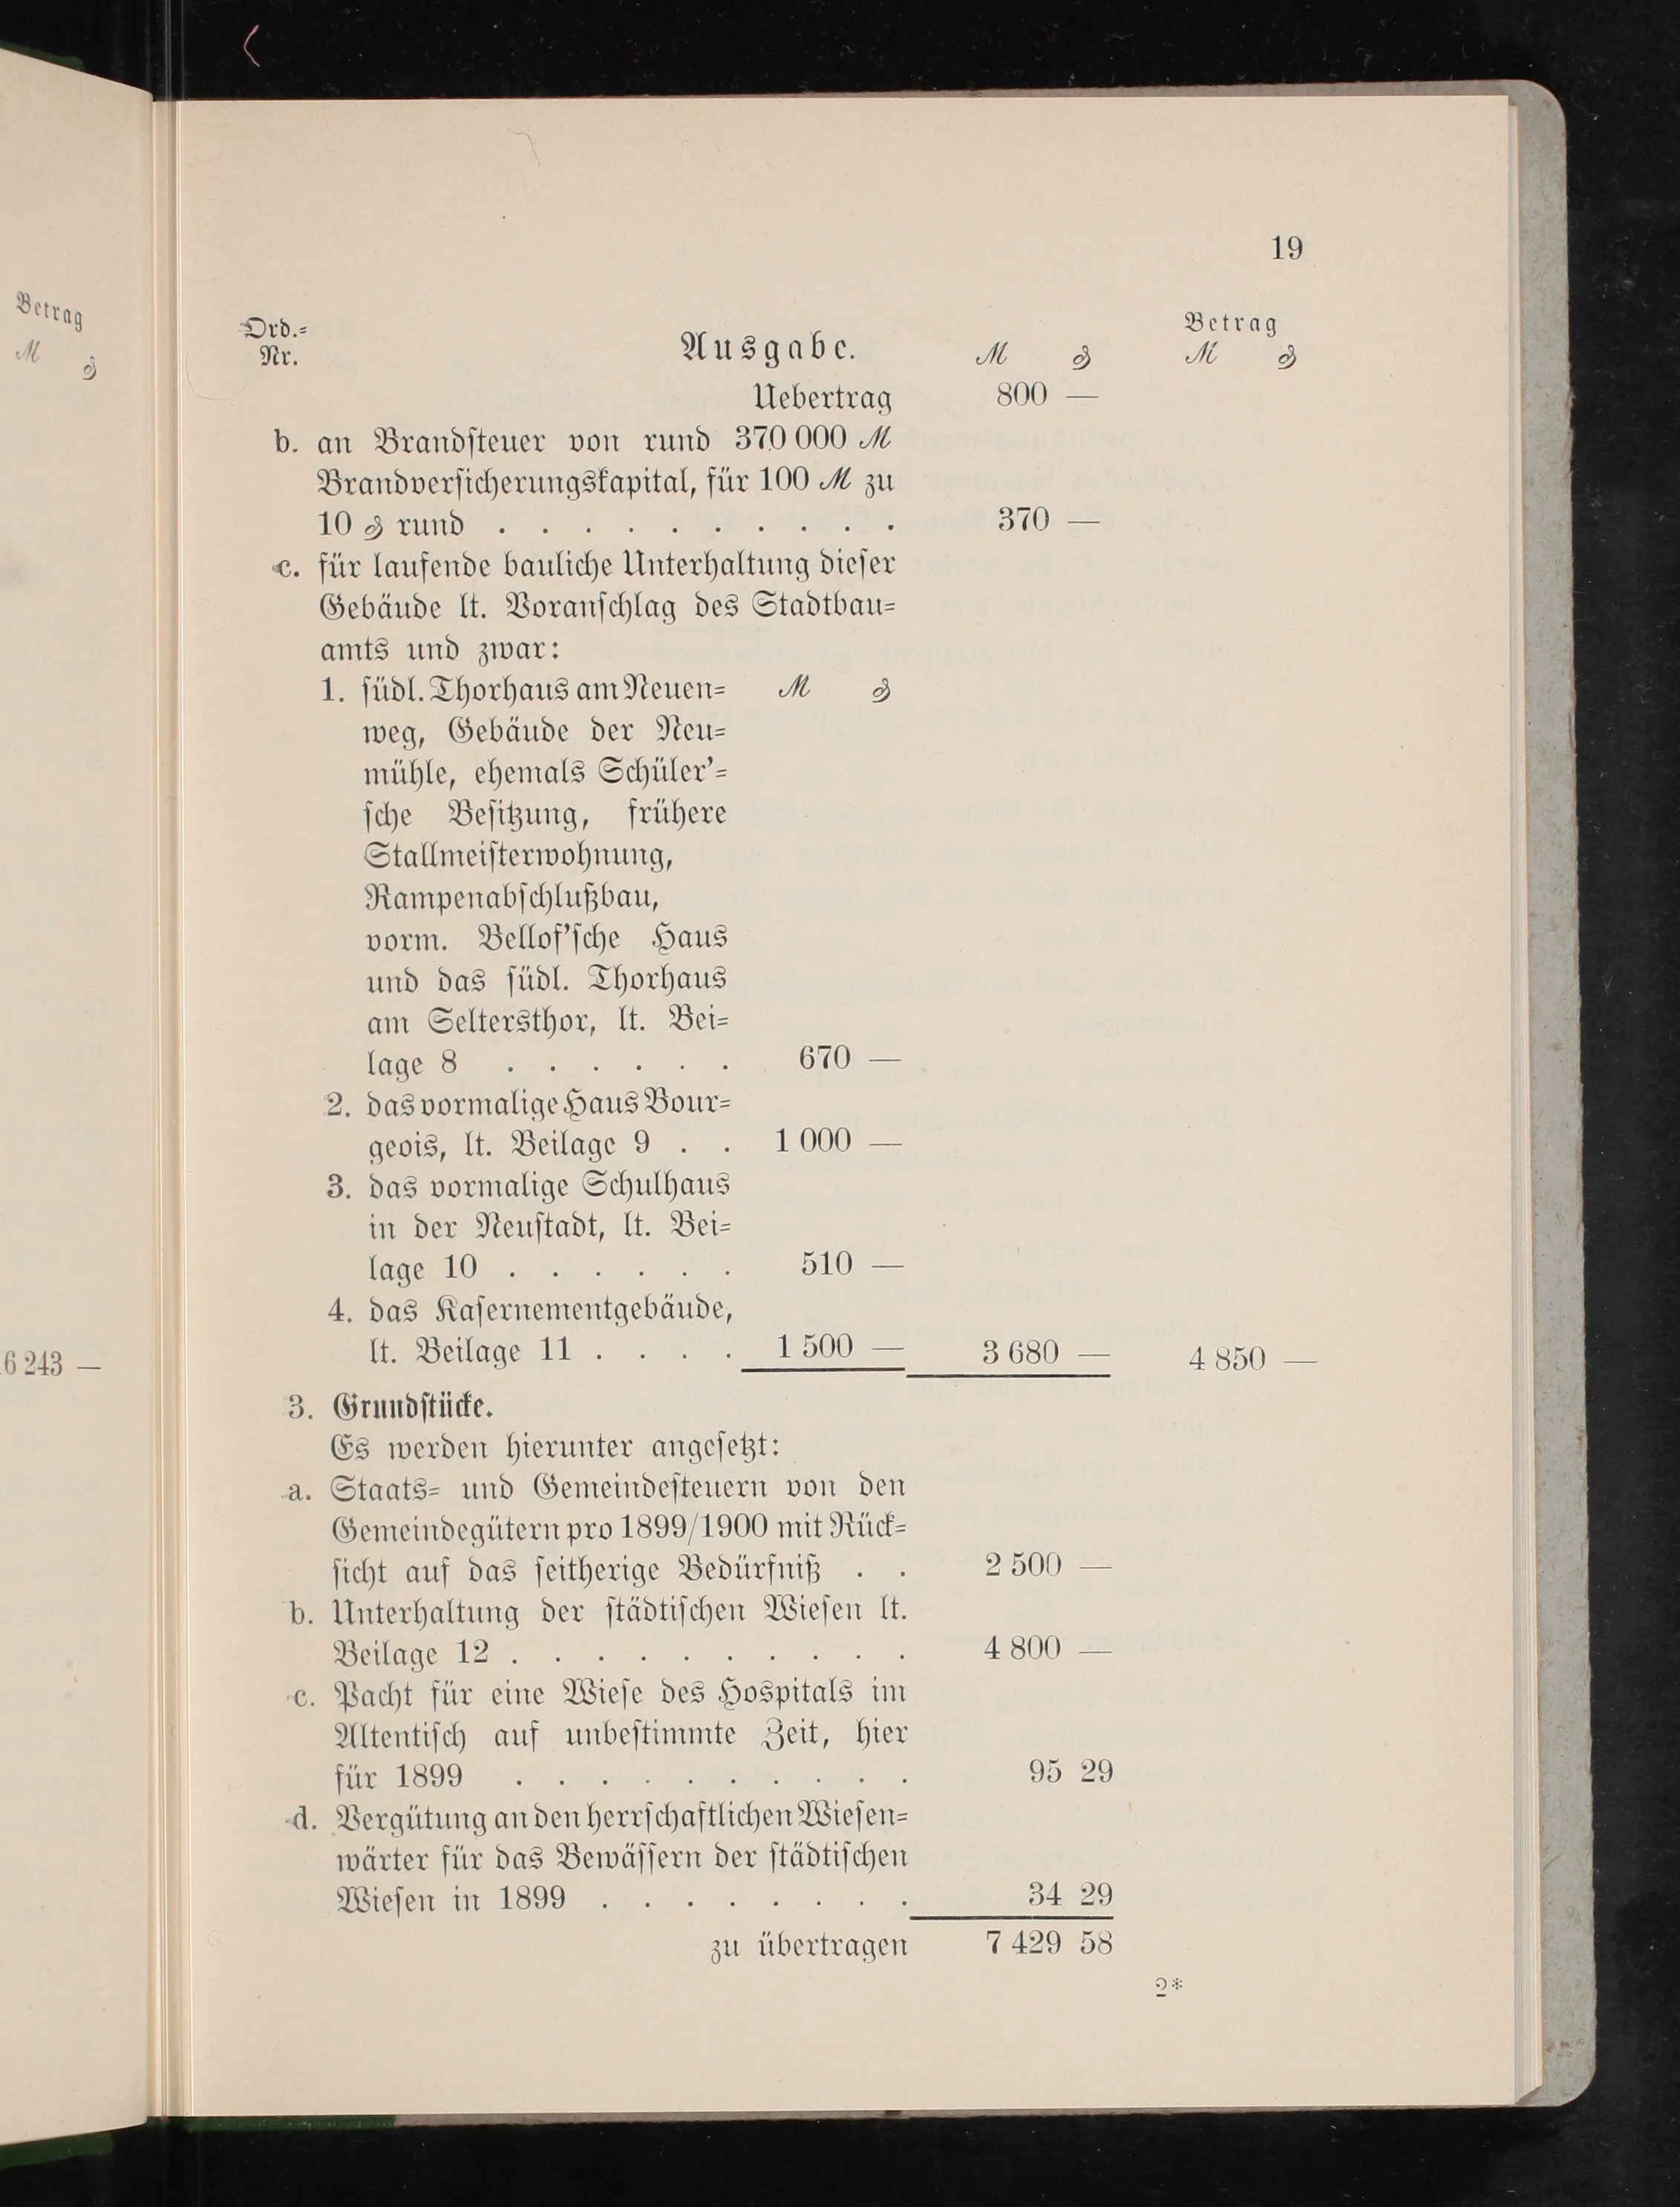 Betrag
M ₰
6 243 —
19
Ord.=
Nr.
Ausgabe.
Betrag
M ₰ M ₰
Uebertrag 800 —
b. an Brandſteuer von rund 370 000 M
Brandverſicherungskapital, für 100 M zu
10 ₰ rund . . . . . . . . . . 370 —
c. für laufende bauliche Unterhaltung dieſer
Gebäude lt. Voranſchlag des Stadtbau=
amts und zwar:
1. ſüdl. Thorhaus am Neuen= M ₰
weg, Gebäude der Neu=
mühle, ehemals Schüler’=
ſche Beſitzung, frühere
Stallmeiſterwohnung,
Rampenabſchlußbau,
vorm. Bellof’ſche Haus
und das ſüdl. Thorhaus
am Seltersthor, lt. Bei=
lage 8 . . . . . . 670 —
2. das vormalige Haus Bour=
geois, lt. Beilage 9 . . 1 000 —
3. das vormalige Schulhaus
in der Neuſtadt, lt. Bei=
lage 10 . . . . . . 510 —
4. das Kaſernementgebäude,
lt. Beilage 11 . . . . 1 500 — 3 680 — 4 850 —
3. Grundſtücke.
Es werden hierunter angeſetzt:
a. Staats= und Gemeindeſteuern von den
Gemeindegütern pro 1899/1900 mit Rück=
ſicht auf das ſeitherige Bedürfniß . . 2 500 —
b. Unterhaltung der ſtädtiſchen Wieſen lt.
Beilage 12 . . . . . . . . . . 4 800 —
c. Pacht für eine Wieſe des Hospitals im
Altentiſch auf unbeſtimmte Zeit, hier
für 1899 . . . . . . . . . . 95 29
d. Vergütung an den herrſchaftlichen Wieſen=
wärter für das Bewäſſern der ſtädtiſchen
Wieſen in 1899 . . . . . . . . 34 29
zu übertragen 7 429 58
2*